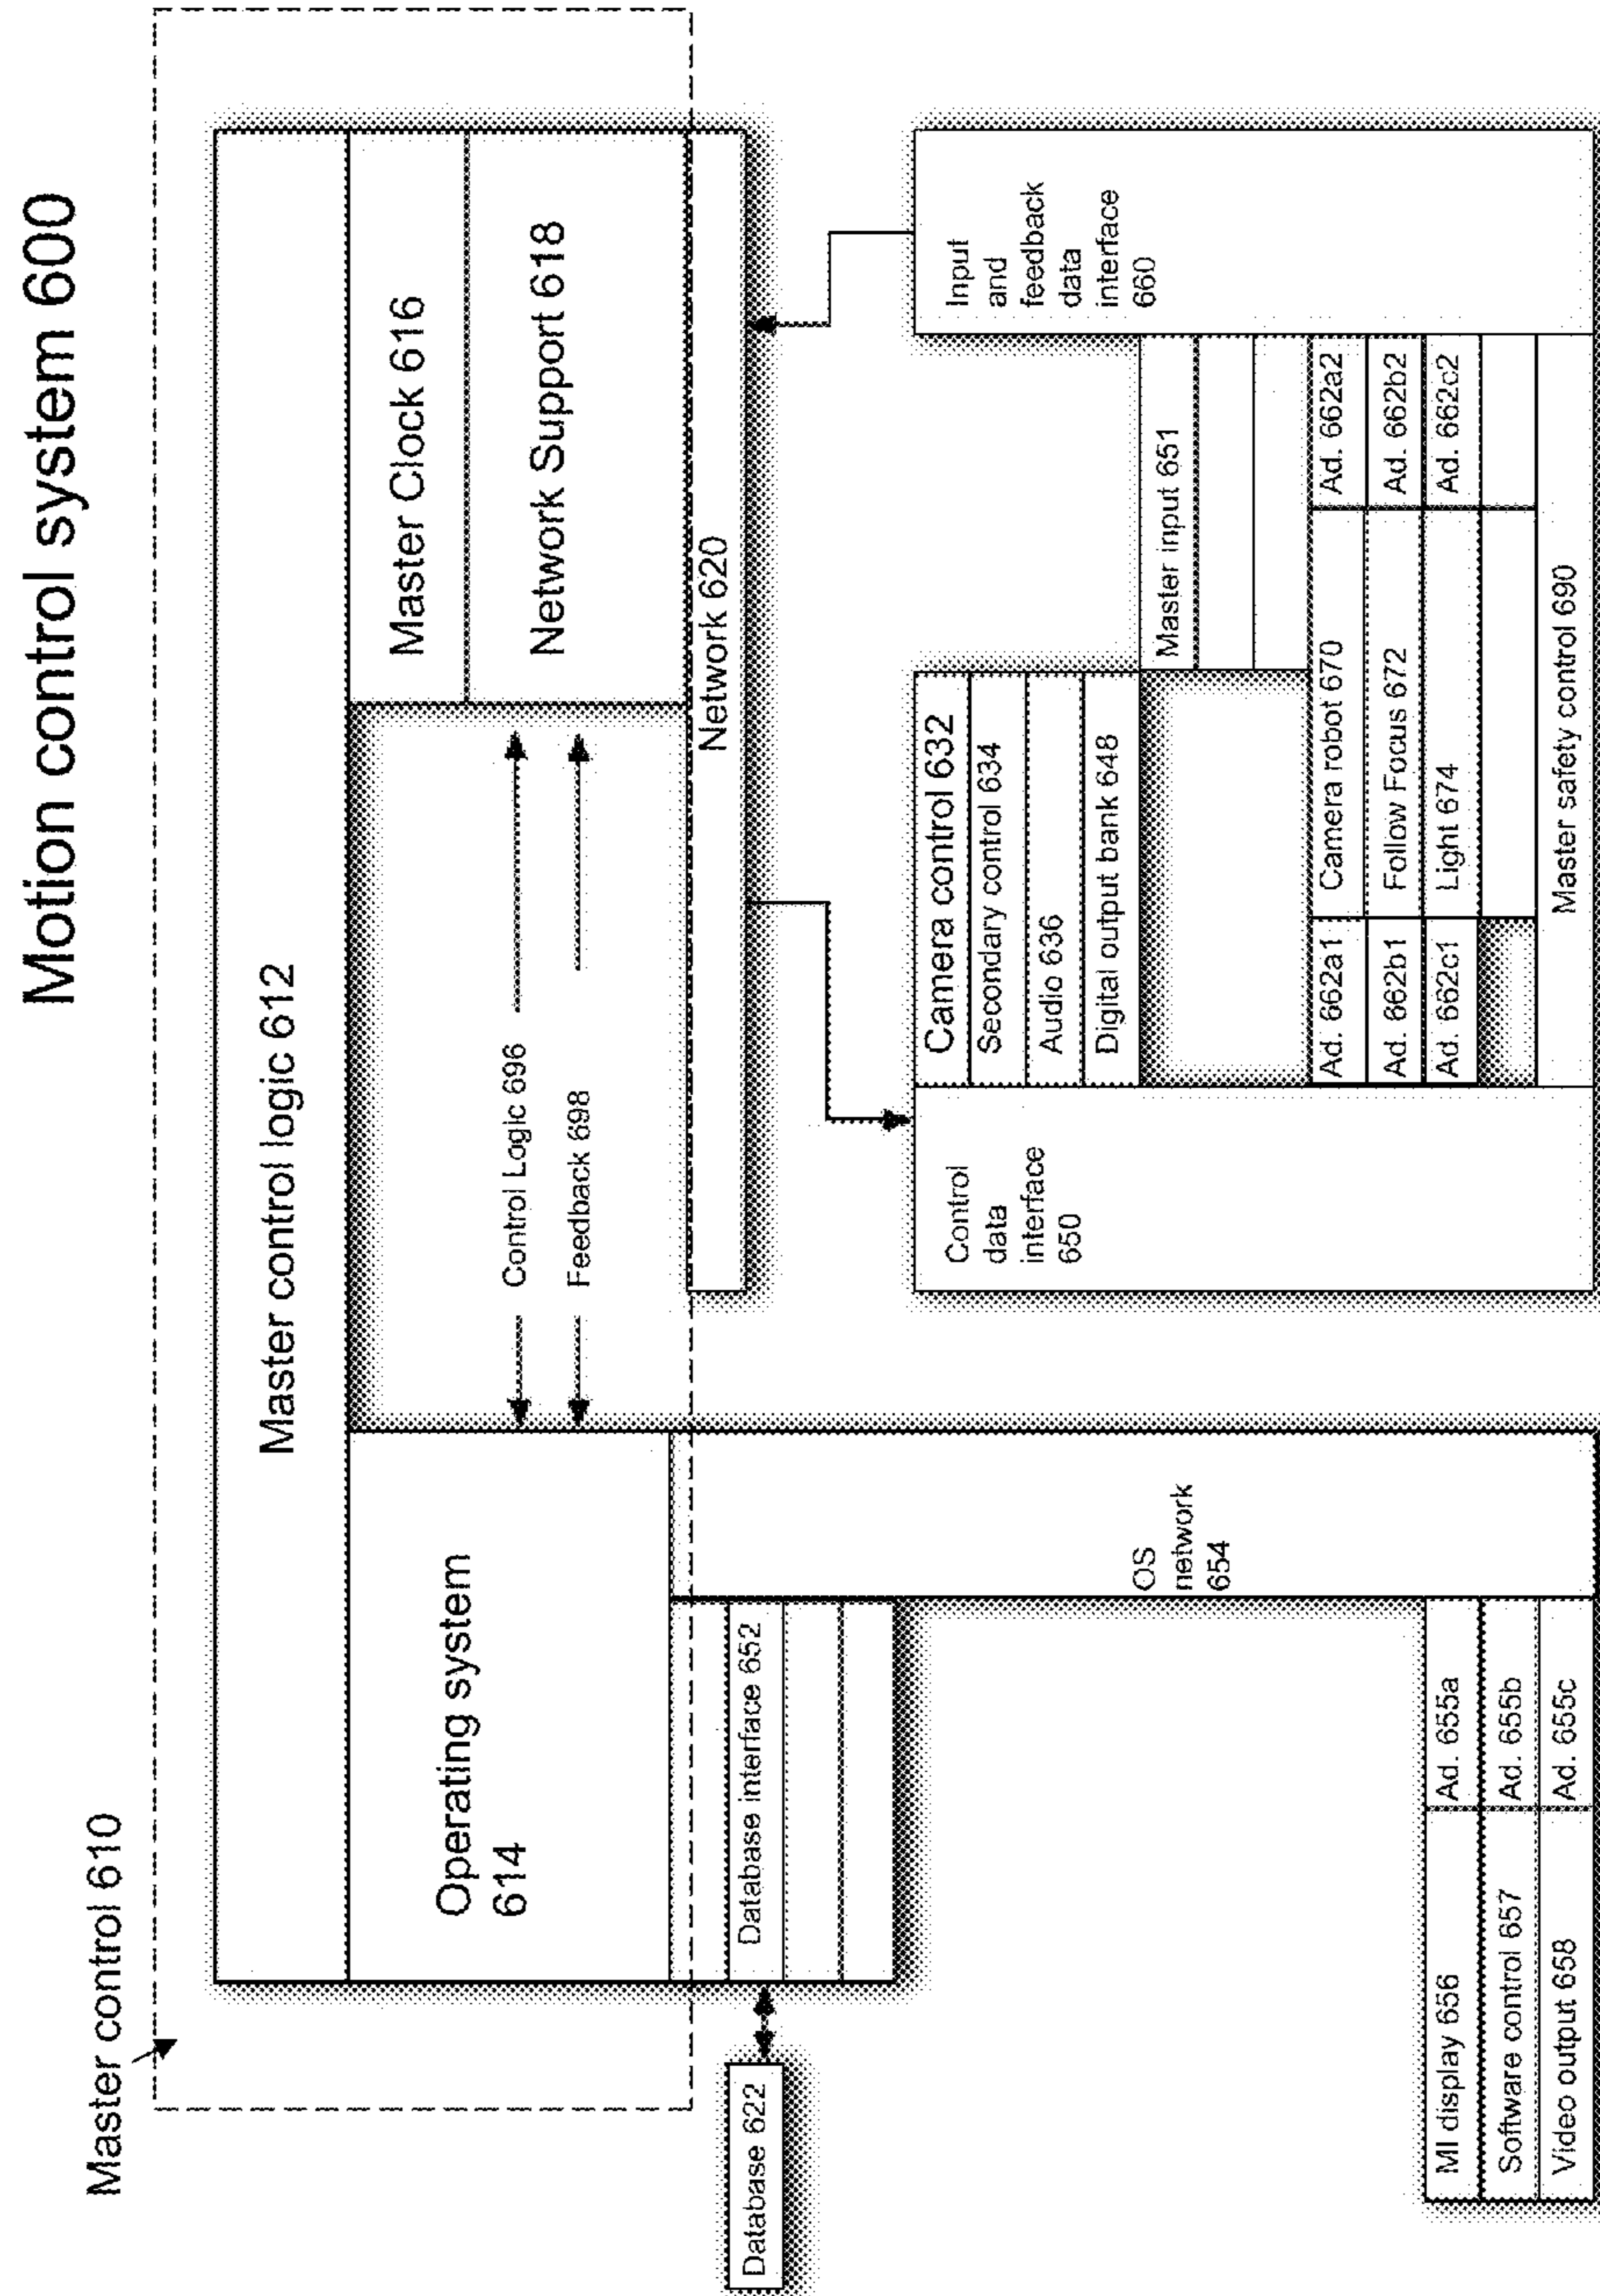 Motion control system 600
Master control 610
Master control logic 612
Operating system
614
Control Logic 696
Feedback 698
Master Clock 616
Network Support 618
Network 620
Database 622
Database interface 652
OS
network
654
MI display 656
Ad. 655a
Software control 657
Ad. 655b
Video output 658
Ad. 655c
Control
data
interface
650
Camera control 632
Secondary control 634
Audio 636
Digital output bank 648
Master input 651
Input
and
feedback
data
interface
660
Ad. 662a1
Camera robot 670
Ad. 662a2
Ad. 662b1
Follow Focus 672
Ad. 662b2
Ad. 662c1
Light 674
Ad. 662c2
Master safety control 690